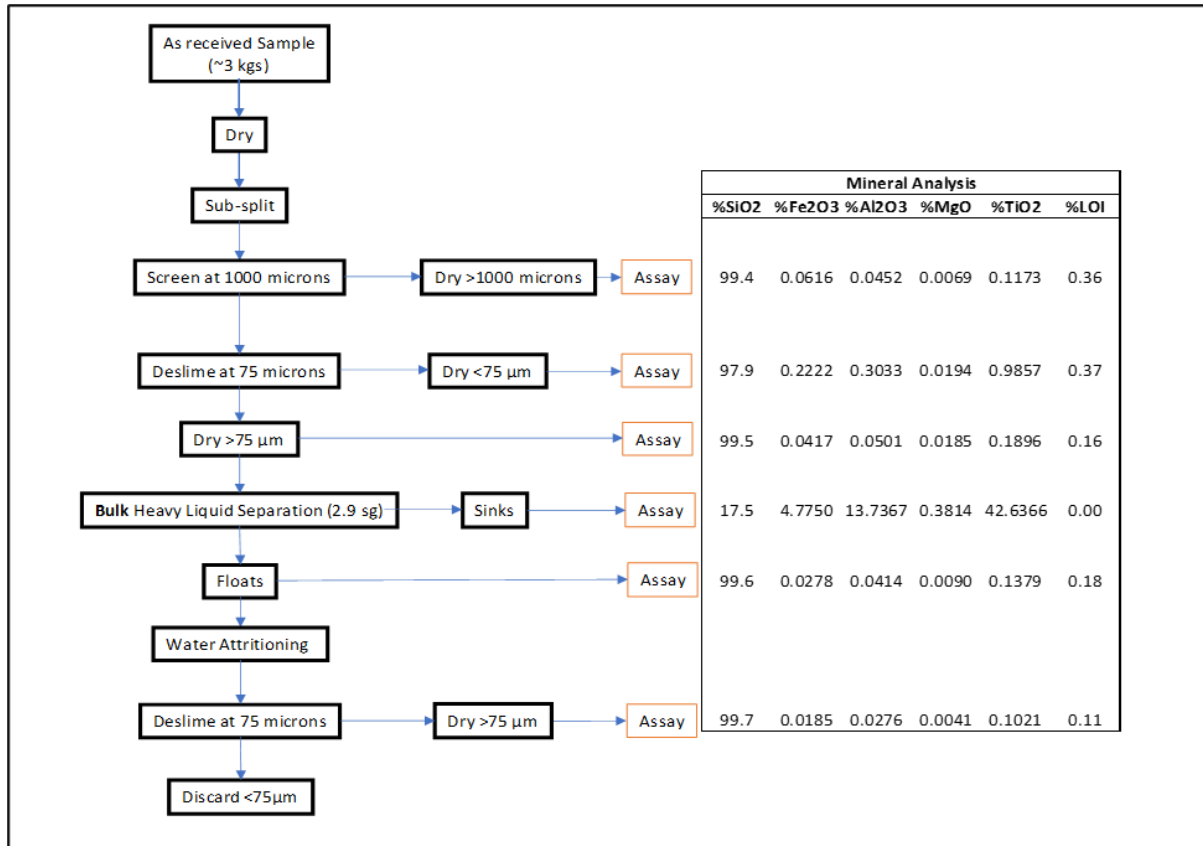 As received Sample
(~3 kgs)
Dry
Sub-split
Mineral Analysis
%SiO2 %Fe2O3 %Al2O3 %MgO %TiO2 %LOI
Screen at 1000 microns Dry >1000 microns Assay 99.4 0.0616 0.0452 0.0069 0.1173 0.36
Deslime at 75 microns Dry <75 µm Assay 97.9 0.2222 0.3033 0.0194 0.9857 0.37
Dry >75 µm Assay 99.5 0.0417 0.0501 0.0185 0.1896 0.16
Bulk Heavy Liquid Separation (2.9 sg) Sinks Assay 17.5 4.7750 13.7367 0.3814 42.6366 0.00
Floats Assay 99.6 0.0278 0.0414 0.0090 0.1379 0.18
Water Attritioning
Deslime at 75 microns Dry >75 µm Assay 99.7 0.0185 0.0276 0.0041 0.1021 0.11
Discard <75µm